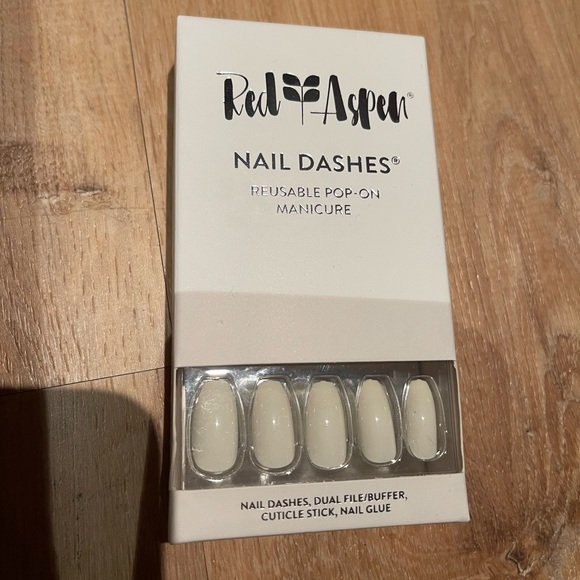 Red Aspen®
NAIL DASHES®
REUSABLE POP-ON
MANICURE
NAIL DASHES, DUAL FILE/BUFFER,
CUTICLE STICK, NAIL GLUE